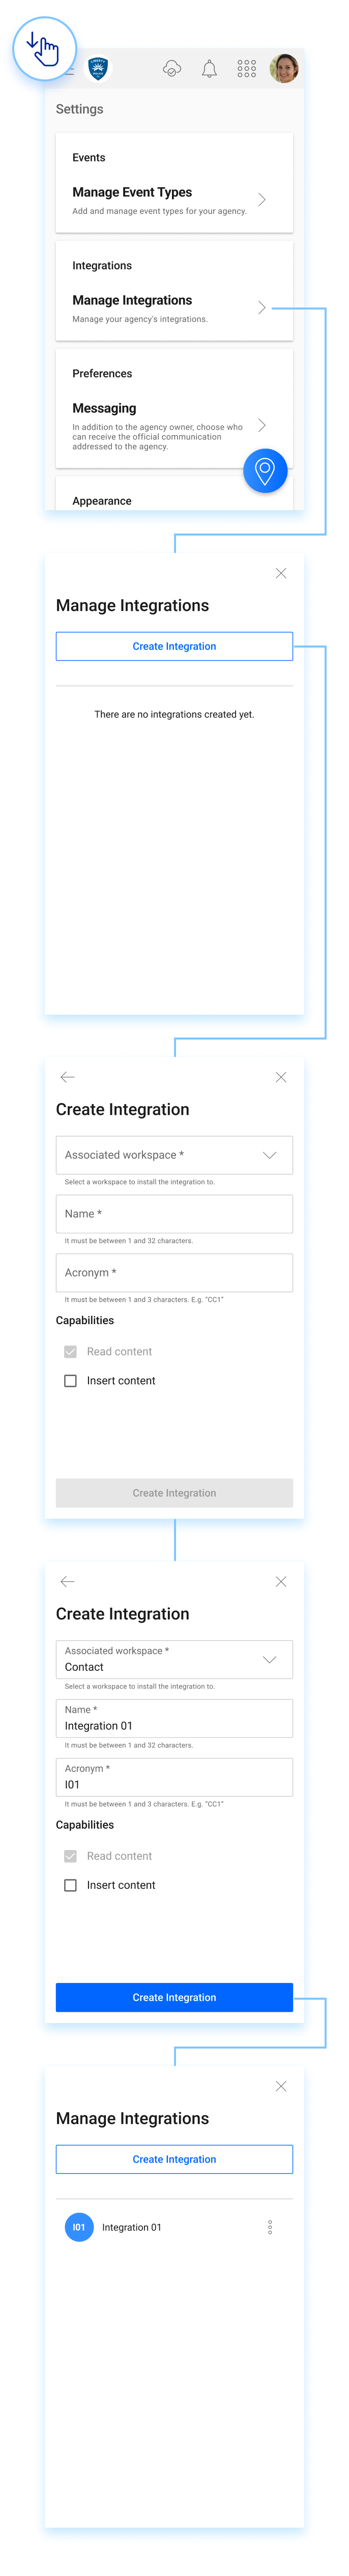 Settings
Events
Manage Event Types
Add and manage event types for your agency.
Integrations
Manage Integrations
Manage your agency's integrations.
Preferences
Messaging
In addition to the agency owner, choose who
can receive the official communication
addressed to the agency.
Appearance
Manage Integrations
Create Integration
There are no integrations created yet.
Create Integration
Associated workspace *
Select a workspace to install the integration to.
Name *
It must be between 1 and 32 characters.
Acronym *
It must be between 1 and 3 characters. E.g. "CC1"
Capabilities
Read content
Insert content
Create Integration
Create Integration
Associated workspace *
Contact
Select a workspace to install the integration to.
Name *
Integration 01
It must be between 1 and 32 characters.
Acronym *
I01
It must be between 1 and 3 characters. E.g. "CC1"
Capabilities
Read content
Insert content
Create Integration
Manage Integrations
Create Integration
I01 Integration 01